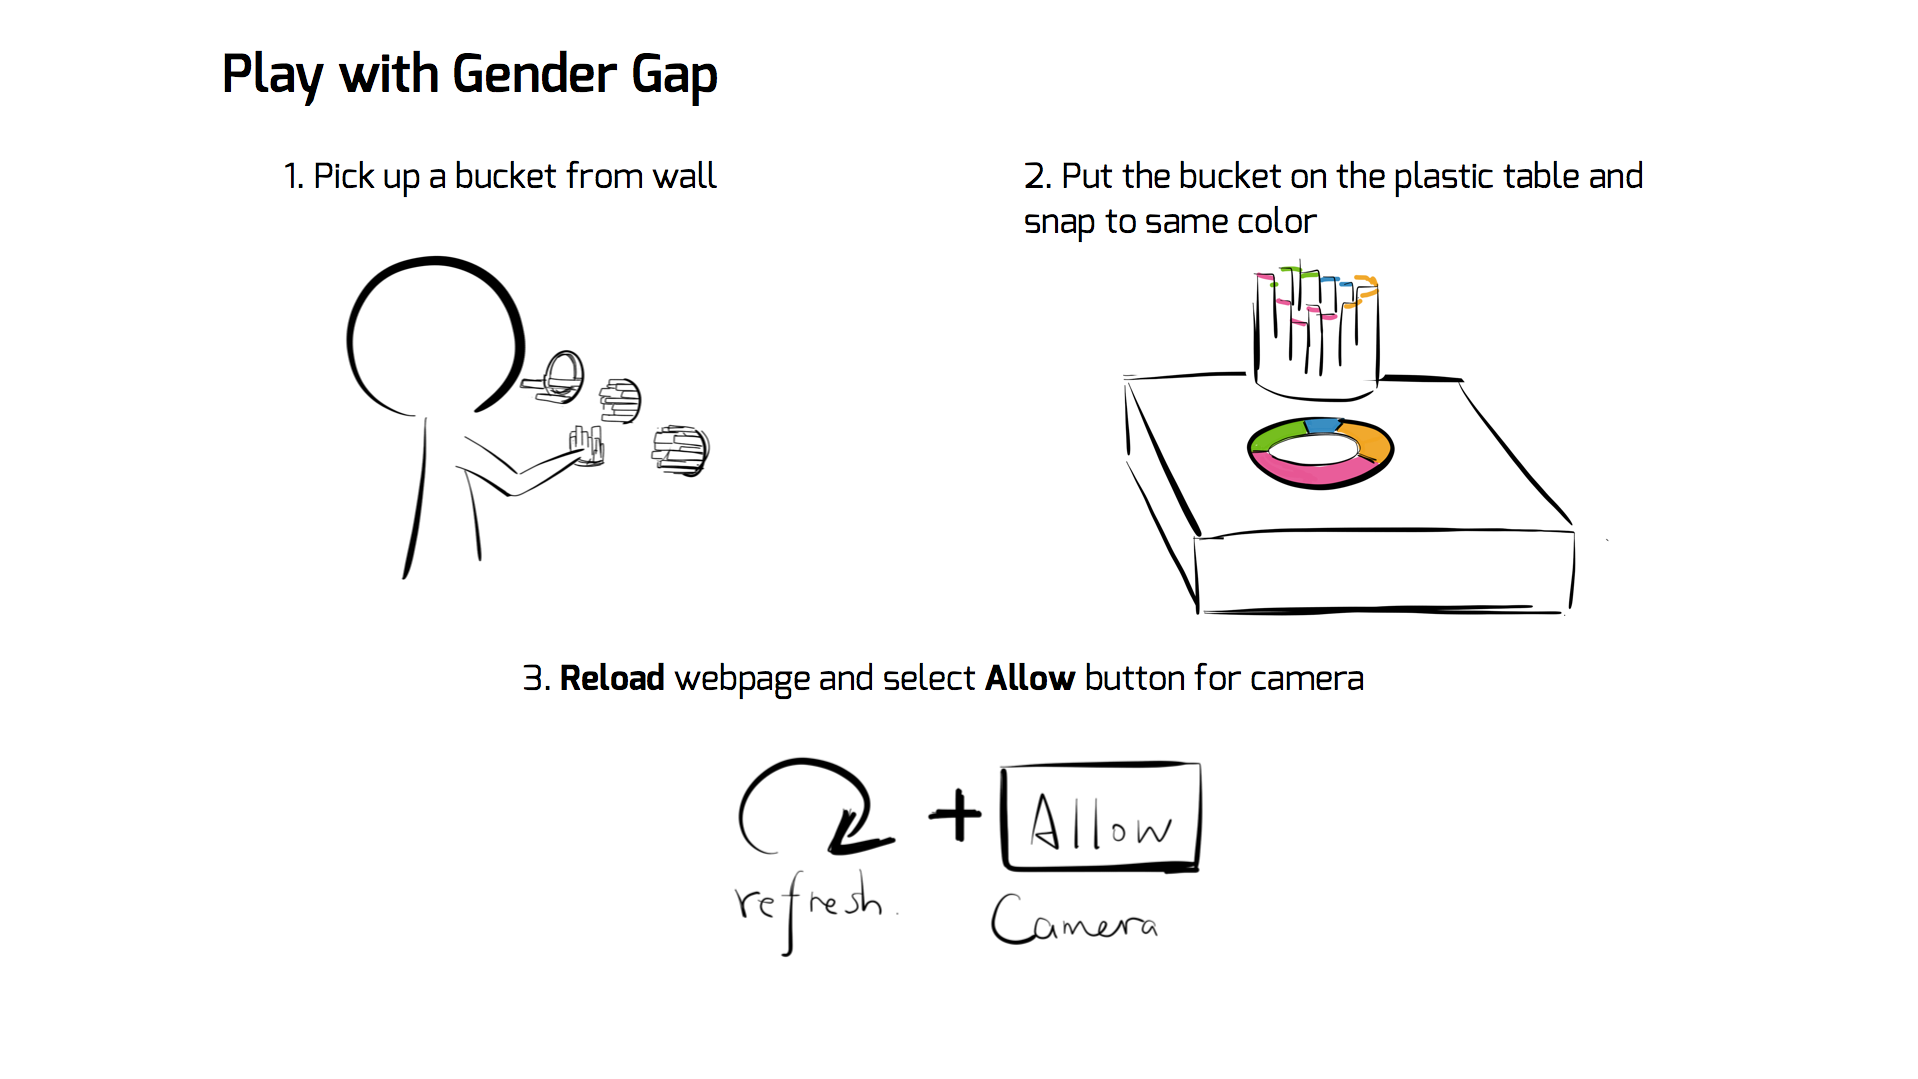 Play with Gender Gap
1. Pick up a bucket from wall
2. Put the bucket on the plastic table and
snap to same color
3. Reload webpage and select Allow button for camera
Allow
refresh.
Camera